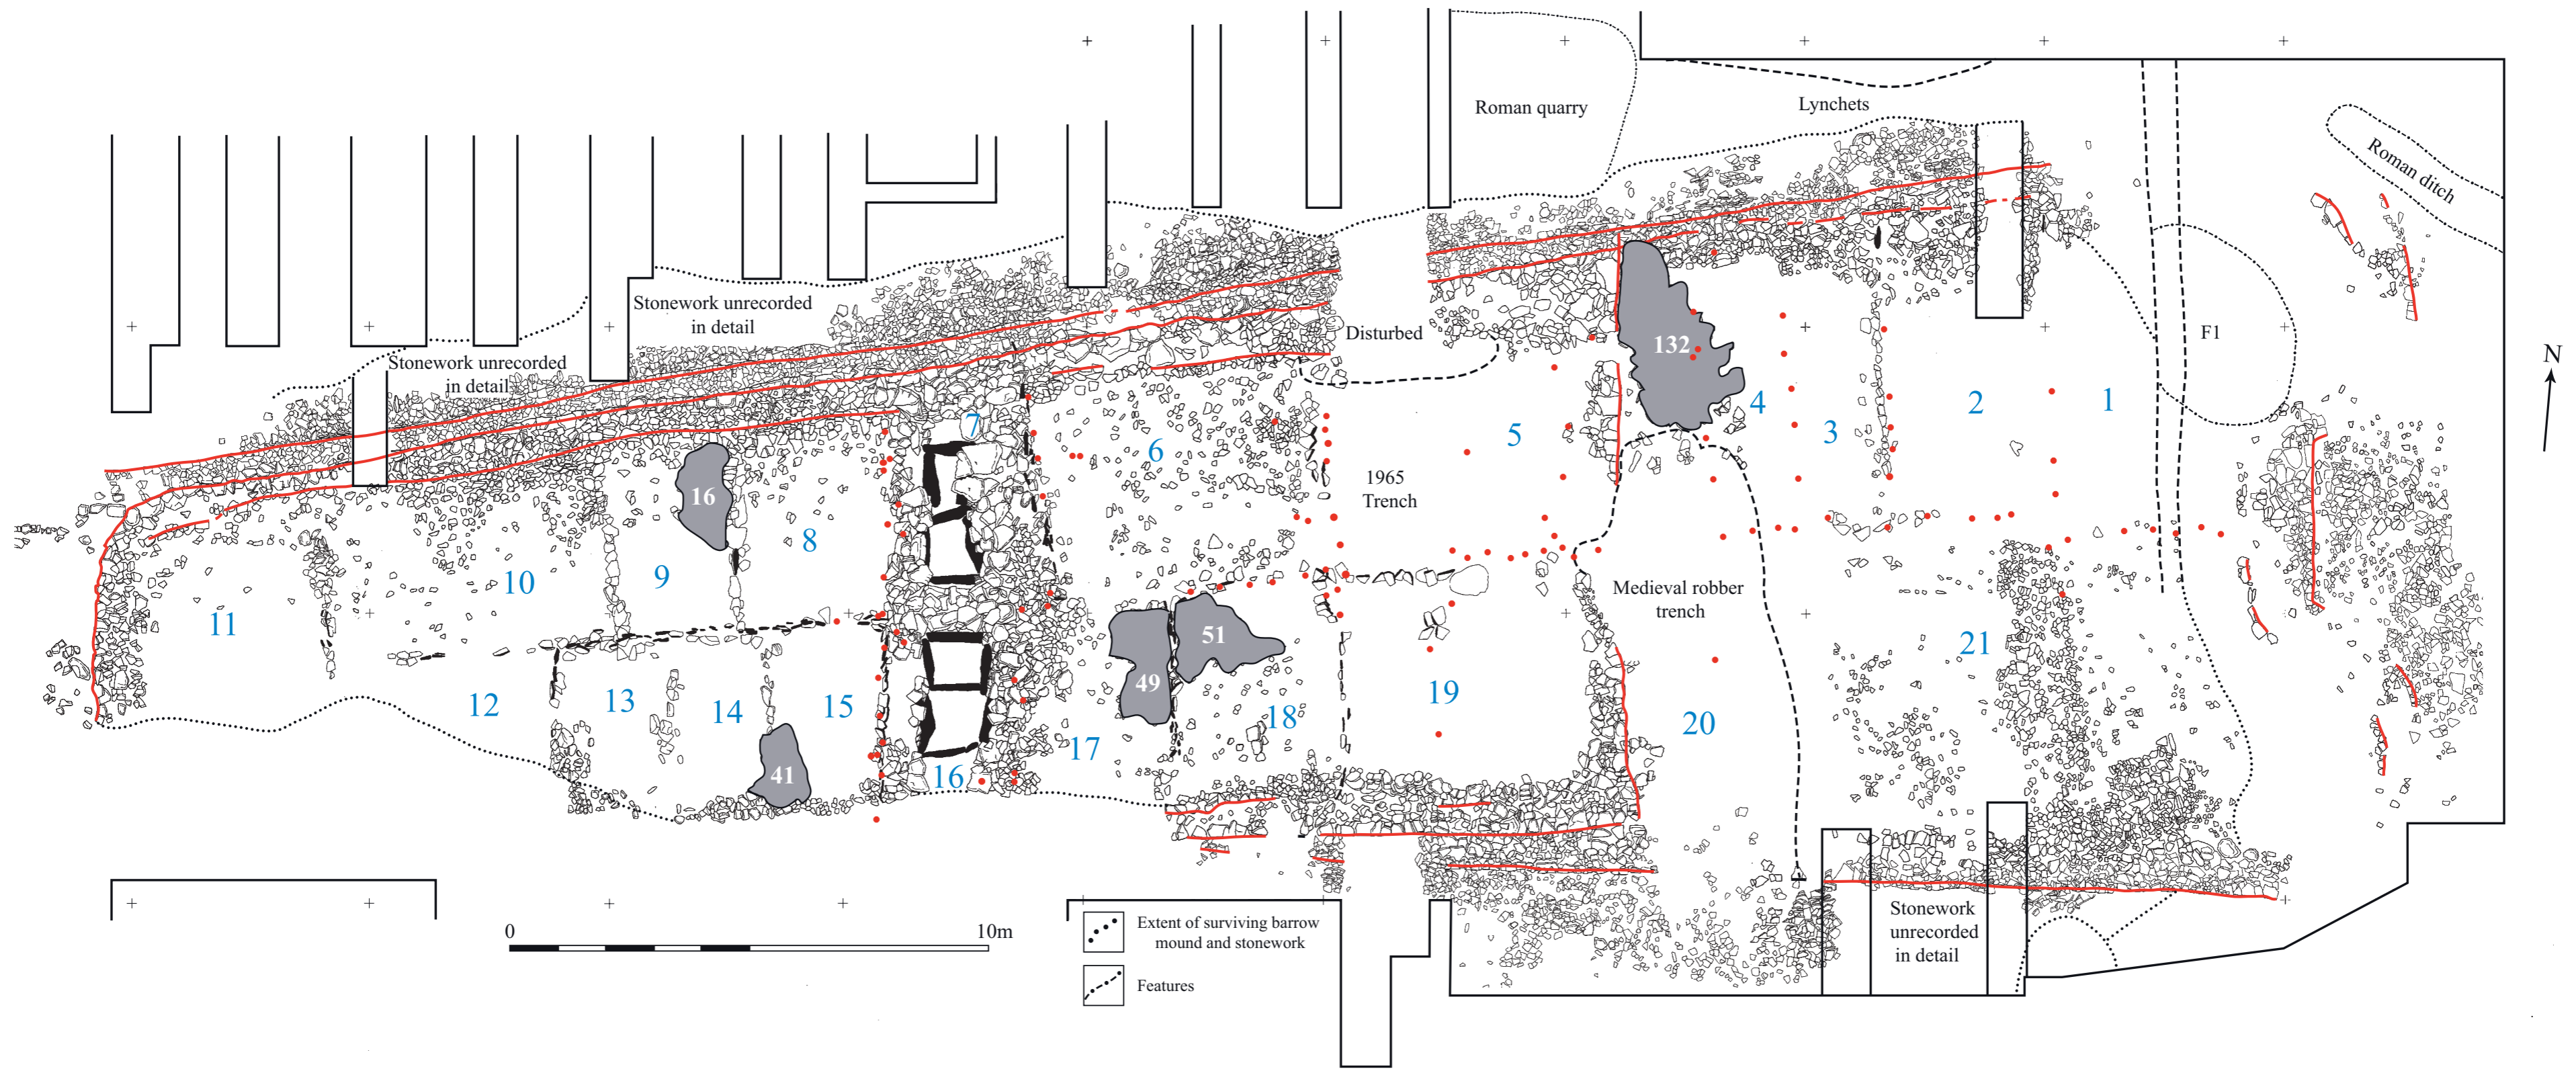 Roman quarry
Lynchets
Roman ditch
Stonework unrecorded
in detail
Stonework unrecorded
in detail
Disturbed
F1
N
132
7
6
5
4
3
2
1
16
8
9
10
11
1965
Trench
Medieval robber
trench
51
49
12
13
14
15
41
16
17
18
19
20
21
0
10m
Extent of surviving barrow
mound and stonework
Features
Stonework
unrecorded
in detail